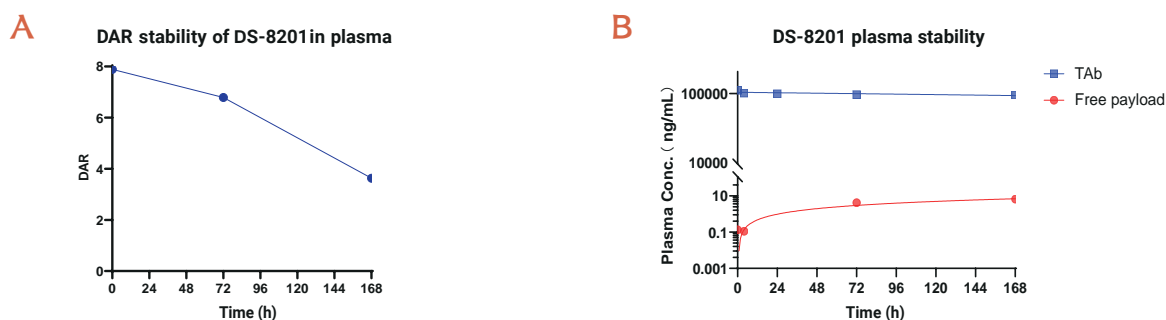 A
DAR stability of DS-8201in plasma
8
6
4
2
0
DAR
0 24 48 72 96 120 144 168
Time (h)
B
DS-8201 plasma stability
TAb
Free payload
100000
10000
10
0.1
0.001
Plasma Conc.（ng/mL）
0 24 48 72 96 120 144 168
Time (h)